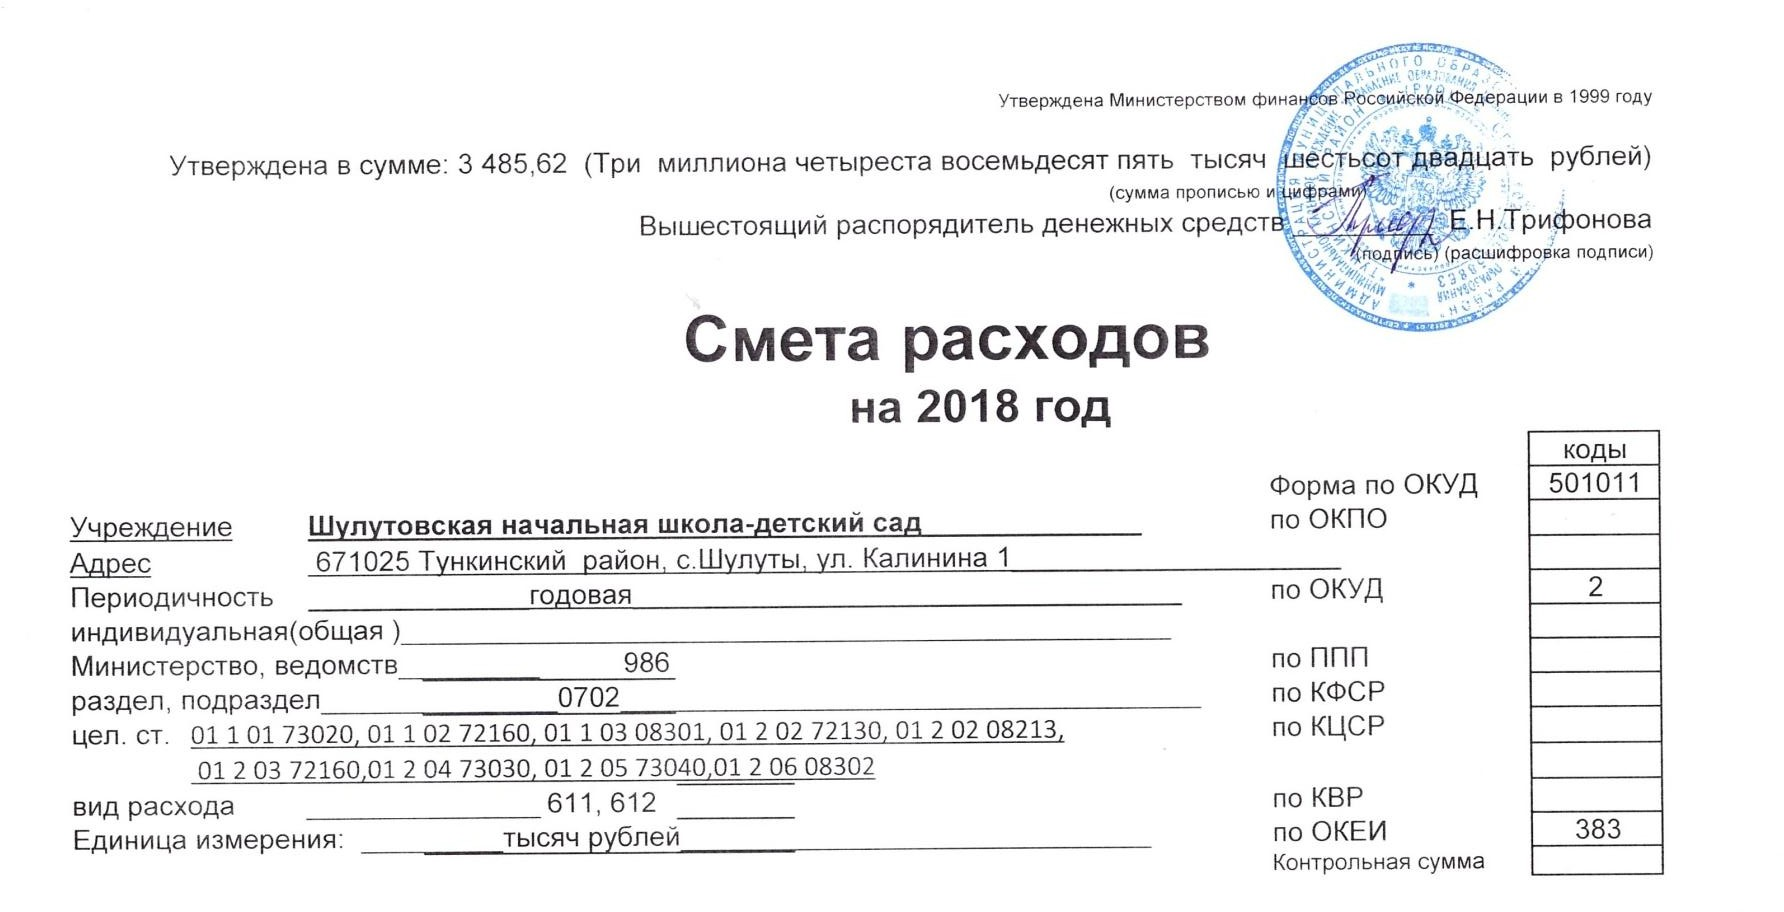 Утверждена Министерством финансов Российской Федерации в 1999 году
Утверждена в сумме: 3 485,62 (Три миллиона четыреста восемьдесят пять тысяч шестьсот двадцать рублей)
(сумма прописью и цифрами)
Вышестоящий распорядитель денежных средств Е.Н.Трифонова
(подпись) (расшифровка подписи)
Смета расходов
на 2018 год
коды
Форма по ОКУД 501011
Учреждение Шулутовская начальная школа-детский сад по ОКПО
Адрес 671025 Тункинский район, с.Шулуты, ул. Калинина 1
Периодичность годовая по ОКУД 2
индивидуальная(общая )
Министерство, ведомств 986 по ППП
раздел, подраздел 0702 по КФСР
цел. ст. 01 1 01 73020, 01 1 02 72160, 01 1 03 08301, 01 2 02 72130, 01 2 02 08213, по КЦСР
01 2 03 72160,01 2 04 73030, 01 2 05 73040,01 2 06 08302
вид расхода 611, 612 по КВР
Единица измерения: тысяч рублей по ОКЕИ 383
Контрольная сумма